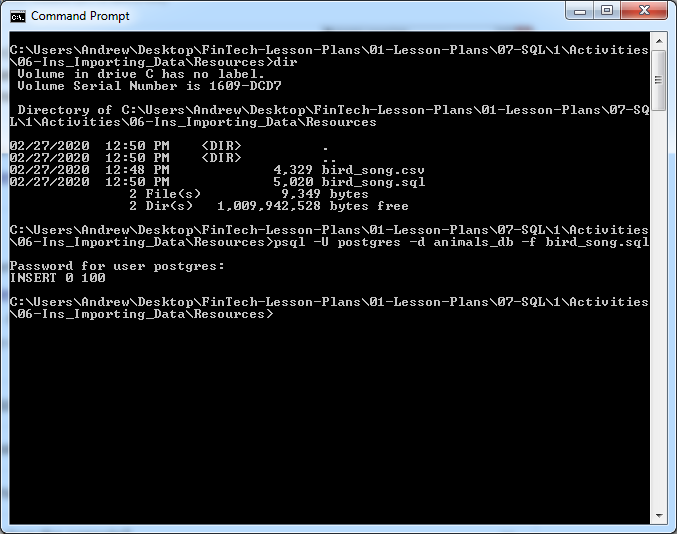 Command Prompt
C:\Users\Andrew\Desktop\FinTech-Lesson-Plans\01-Lesson-Plans\07-SQL\1\Activities
\06-Ins_Importing_Data\Resources>dir
 Volume in drive C has no label.
 Volume Serial Number is 1609-DCD7
 Directory of C:\Users\Andrew\Desktop\FinTech-Lesson-Plans\01-Lesson-Plans\07-SQ
L\1\Activities\06-Ins_Importing_Data\Resources
02/27/2020  12:50 PM    <DIR>          .
02/27/2020  12:50 PM    <DIR>          ..
02/27/2020  12:48 PM             4,329 bird_song.csv
02/27/2020  12:50 PM             5,020 bird_song.sql
               2 File(s)          9,349 bytes
               2 Dir(s)   1,009,942,528 bytes free
C:\Users\Andrew\Desktop\FinTech-Lesson-Plans\01-Lesson-Plans\07-SQL\1\Activities
\06-Ins_Importing_Data\Resources>psql -U postgres -d animals_db -f bird_song.sql
Password for user postgres:
INSERT 0 100
C:\Users\Andrew\Desktop\FinTech-Lesson-Plans\01-Lesson-Plans\07-SQL\1\Activities
\06-Ins_Importing_Data\Resources>